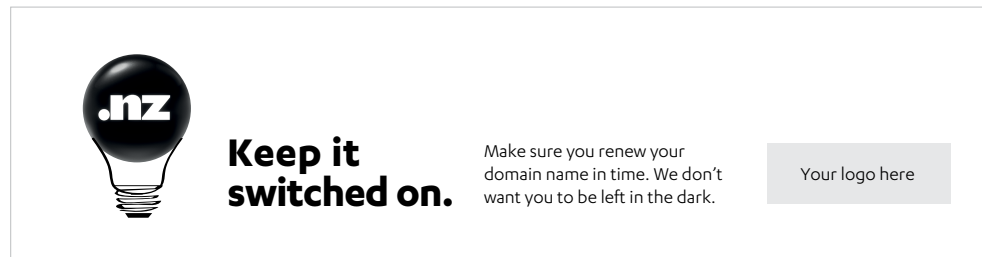 .nz
Keep it
switched on.
Make sure you renew your
domain name in time. We don't
want you to be left in the dark.
Your logo here